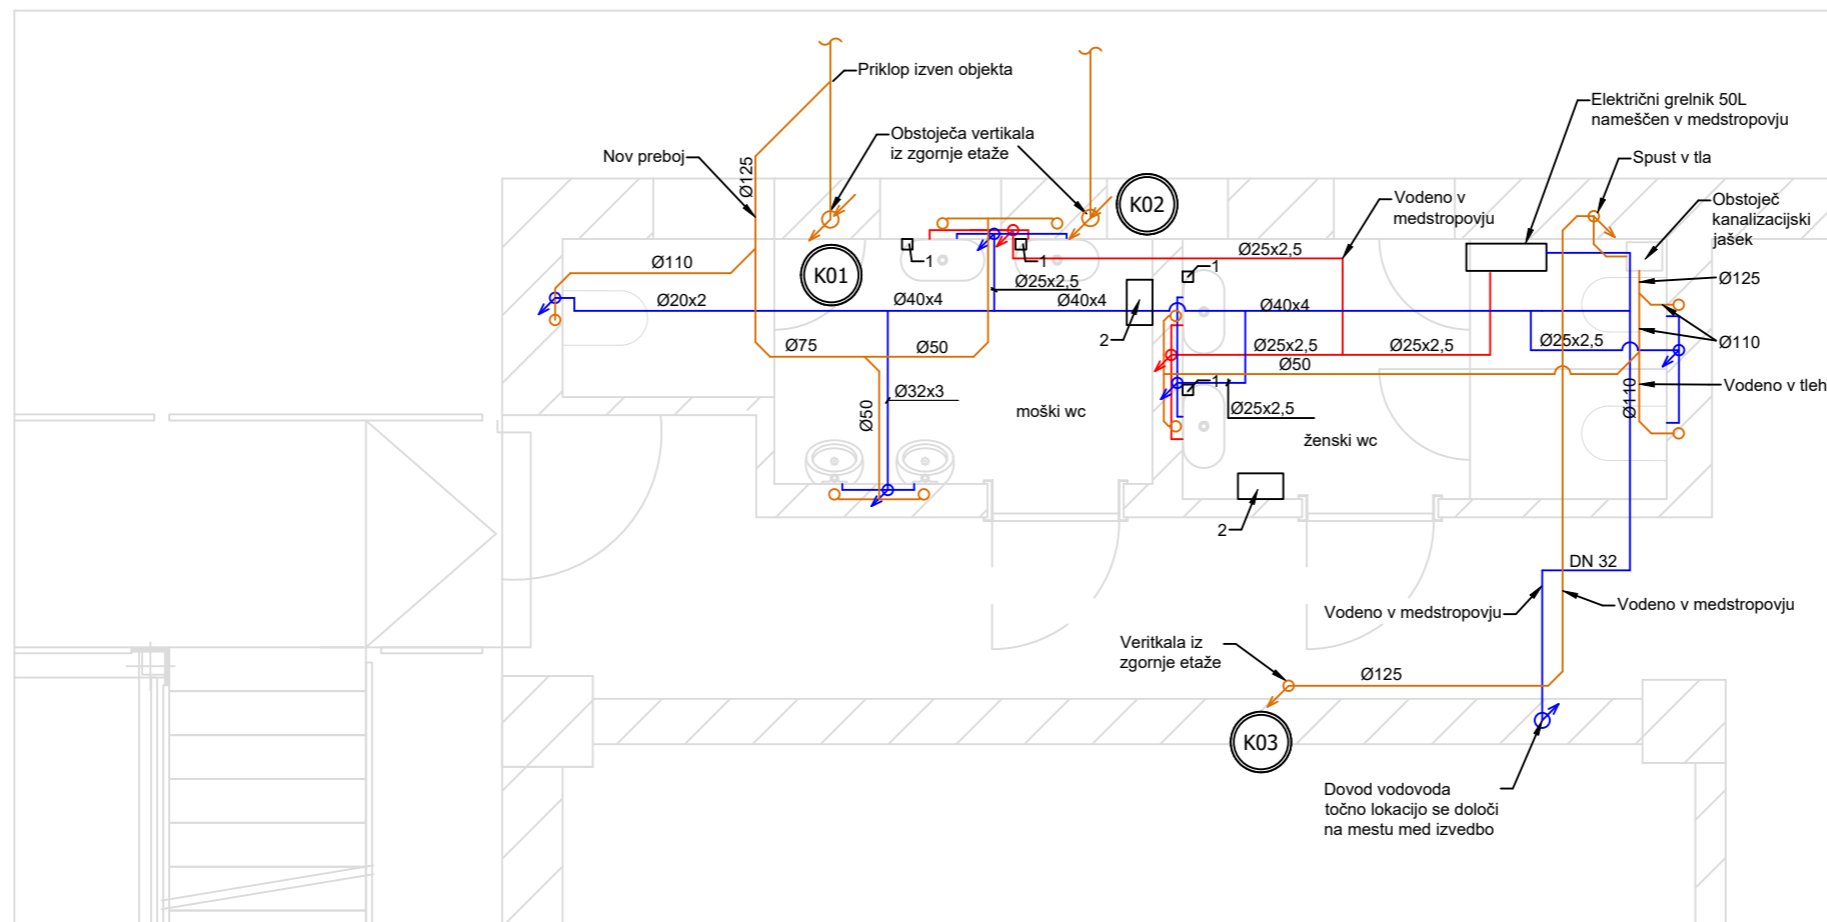 Priklop izven objekta
Električni grelnik 50L
nameščen v medstropovju
Obstoječa vertikala
iz zgornje etaže
Nov preboj
Spust v tla
Ø125
K02
Vodeno v
medstropovju
Obstoječ
kanalizacijski
jašek
Ø110
K01
1
1
Ø25x2,5
1
Ø25x2,5
Ø125
Ø20x2
Ø40x4
Ø40x4
Ø40x4
2
Ø75
Ø50
Ø25x2,5
Ø25x2,5
Ø25x2,5
Ø110
Ø50
1
Ø32x3
Ø50
moški wc
Ø25x2,5
Ø110
Vodeno v tleh
ženski wc
2
DN 32
Vodeno v medstropovju
Vodeno v medstropovju
Veritkala iz
zgornje etaže
Ø125
K03
Dovod vodovoda
točno lokacijo se določi
na mestu med izvedbo